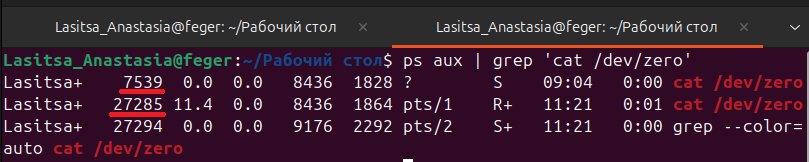 Lasitsa_Anastasia@feger: ~/Рабочий стол
Lasitsa_Anastasia@feger: ~/Рабочий стол
Lasitsa_Anastasia@feger:~/Рабочий стол$ ps aux | grep 'cat /dev/zero'
Lasitsa+    7539  0.0  0.0   8436  1828 ?        S    09:04   0:00 cat /dev/zero
Lasitsa+   27285 11.4  0.0   8436  1864 pts/1    R+   11:21   0:01 cat /dev/zero
Lasitsa+   27294  0.0  0.0   9176  2292 pts/2    S+   11:21   0:00 grep --color=
auto cat /dev/zero